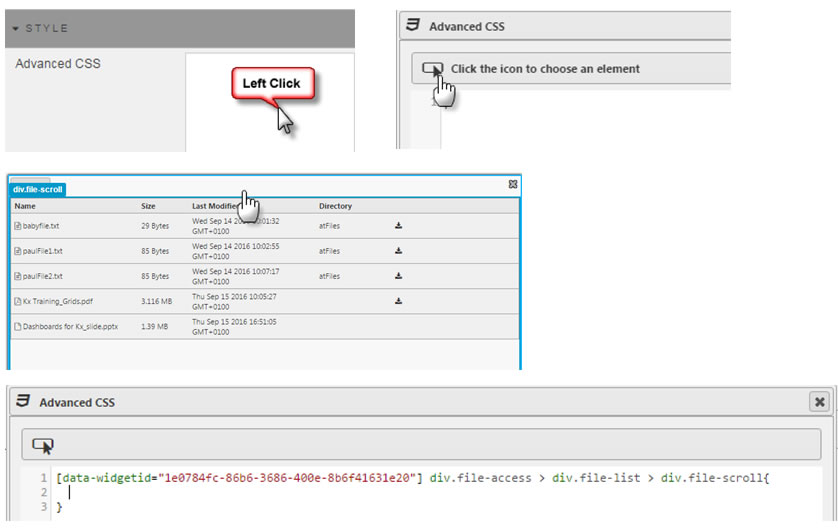 STYLE
Advanced CSS
Left Click
Advanced CSS
Click the icon to choose an element
1
div.file-scroll
Name Size Last Modified Directory
babyfile.txt 29 Bytes Wed Sep 14 2016 10:01:32 GMT+0100 atFiles
paulFile1.txt 85 Bytes Wed Sep 14 2016 10:02:55 GMT+0100 atFiles
paulFile2.txt 85 Bytes Wed Sep 14 2016 10:07:17 GMT+0100 atFiles
Kx Training_Grids.pdf 3.116 MB Thu Sep 15 2016 10:05:27 GMT+0100
Dashboards for Kx_slide.pptx 1.39 MB Thu Sep 15 2016 16:51:05 GMT+0100
Advanced CSS
1 [data-widgetid="1e0784fc-86b6-3686-400e-8b6f41631e20"] div.file-access > div.file-list > div.file-scroll{
2
3 }